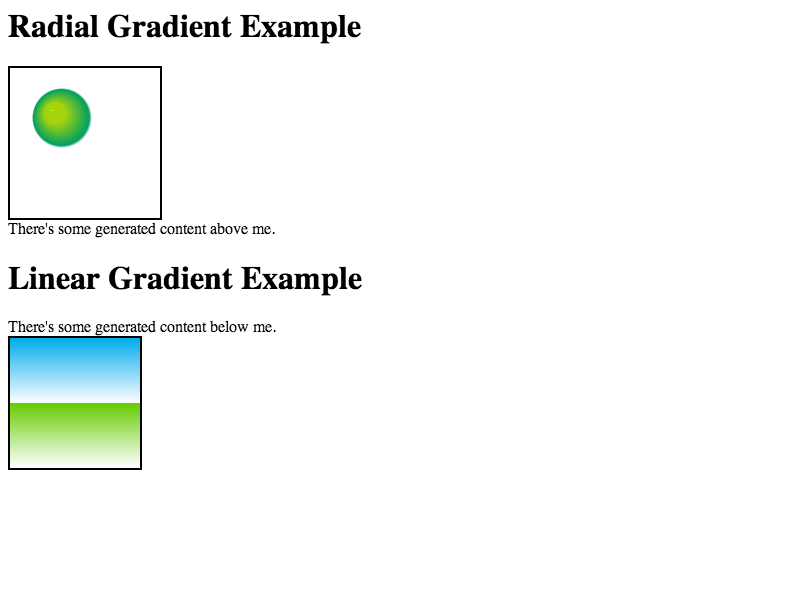 Radial Gradient Example
There's some generated content above me.
Linear Gradient Example
There's some generated content below me.